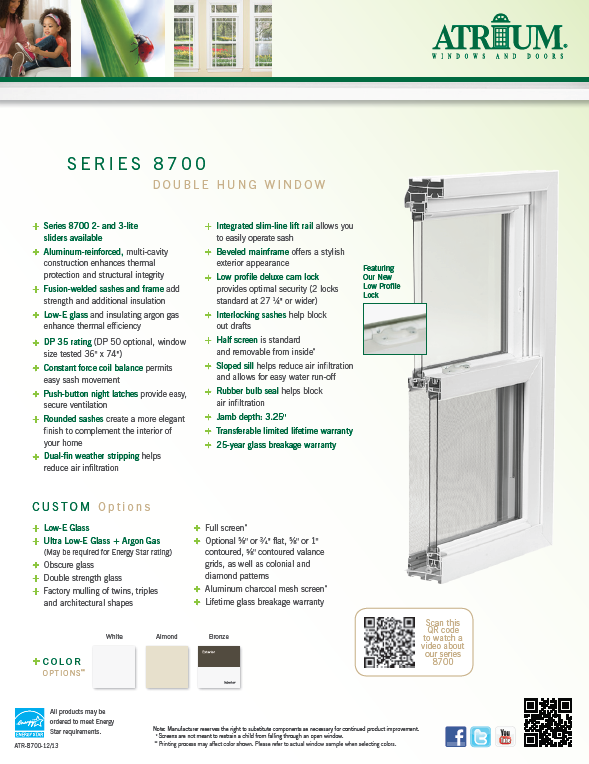 ATRIUM.
WINDOWS AND DOORS
SERIES 8700
DOUBLE HUNG WINDOW
Series 8700 2- and 3-lite
sliders available
Aluminum-reinforced, multi-cavity
construction enhances thermal
protection and structural integrity
Fusion-welded sashes and frame add
strength and additional insulation
Low-E glass and insulating argon gas
enhance thermal efficiency
DP 35 rating (DP 50 optional, window
size tested 36" x 74")
Constant force coil balance permits
easy sash movement
Push-button night latches provide easy,
secure ventilation
Rounded sashes create a more elegant
finish to complement the interior of
your home
Dual-fin weather stripping helps
reduce air infiltration
Integrated slim-line lift rail allows you
to easily operate sash
Beveled mainframe offers a stylish
exterior appearance
Low profile deluxe cam lock
provides optimal security (2 locks
standard at 27 ¼" or wider)
Interlocking sashes help block
out drafts
Half screen is standard
and removable from inside*
Sloped sill helps reduce air infiltration
and allows for easy water run-off
Rubber bulb seal helps block
air infiltration
Jamb depth: 3.25"
Transferable limited lifetime warranty
25-year glass breakage warranty
Featuring
Our New
Low Profile
Lock
CUSTOM Options
Low-E Glass
Ultra Low-E Glass + Argon Gas
(May be required for Energy Star rating)
Obscure glass
Double strength glass
Factory mulling of twins, triples
and architectural shapes
Full screen*
Optional ⅝" or ¾" flat, ⅝" or 1"
contoured, ⅝" contoured valance
grids, as well as colonial and
diamond patterns
Aluminum charcoal mesh screen*
Lifetime glass breakage warranty
COLOR
OPTIONS**
White
Almond
Bronze
Exterior
Interior
Scan this
QR code
to watch a
video about
our series
8700
ENERGY STAR
All products may be
ordered to meet Energy
Star requirements.
ATR-8700-12/13
Note: Manufacturer reserves the right to substitute components as necessary for continued product improvement.
* Screens are not meant to restrain a child from falling through an open window.
** Printing process may affect color shown. Please refer to actual window sample when selecting colors.
f
t
You
Tube